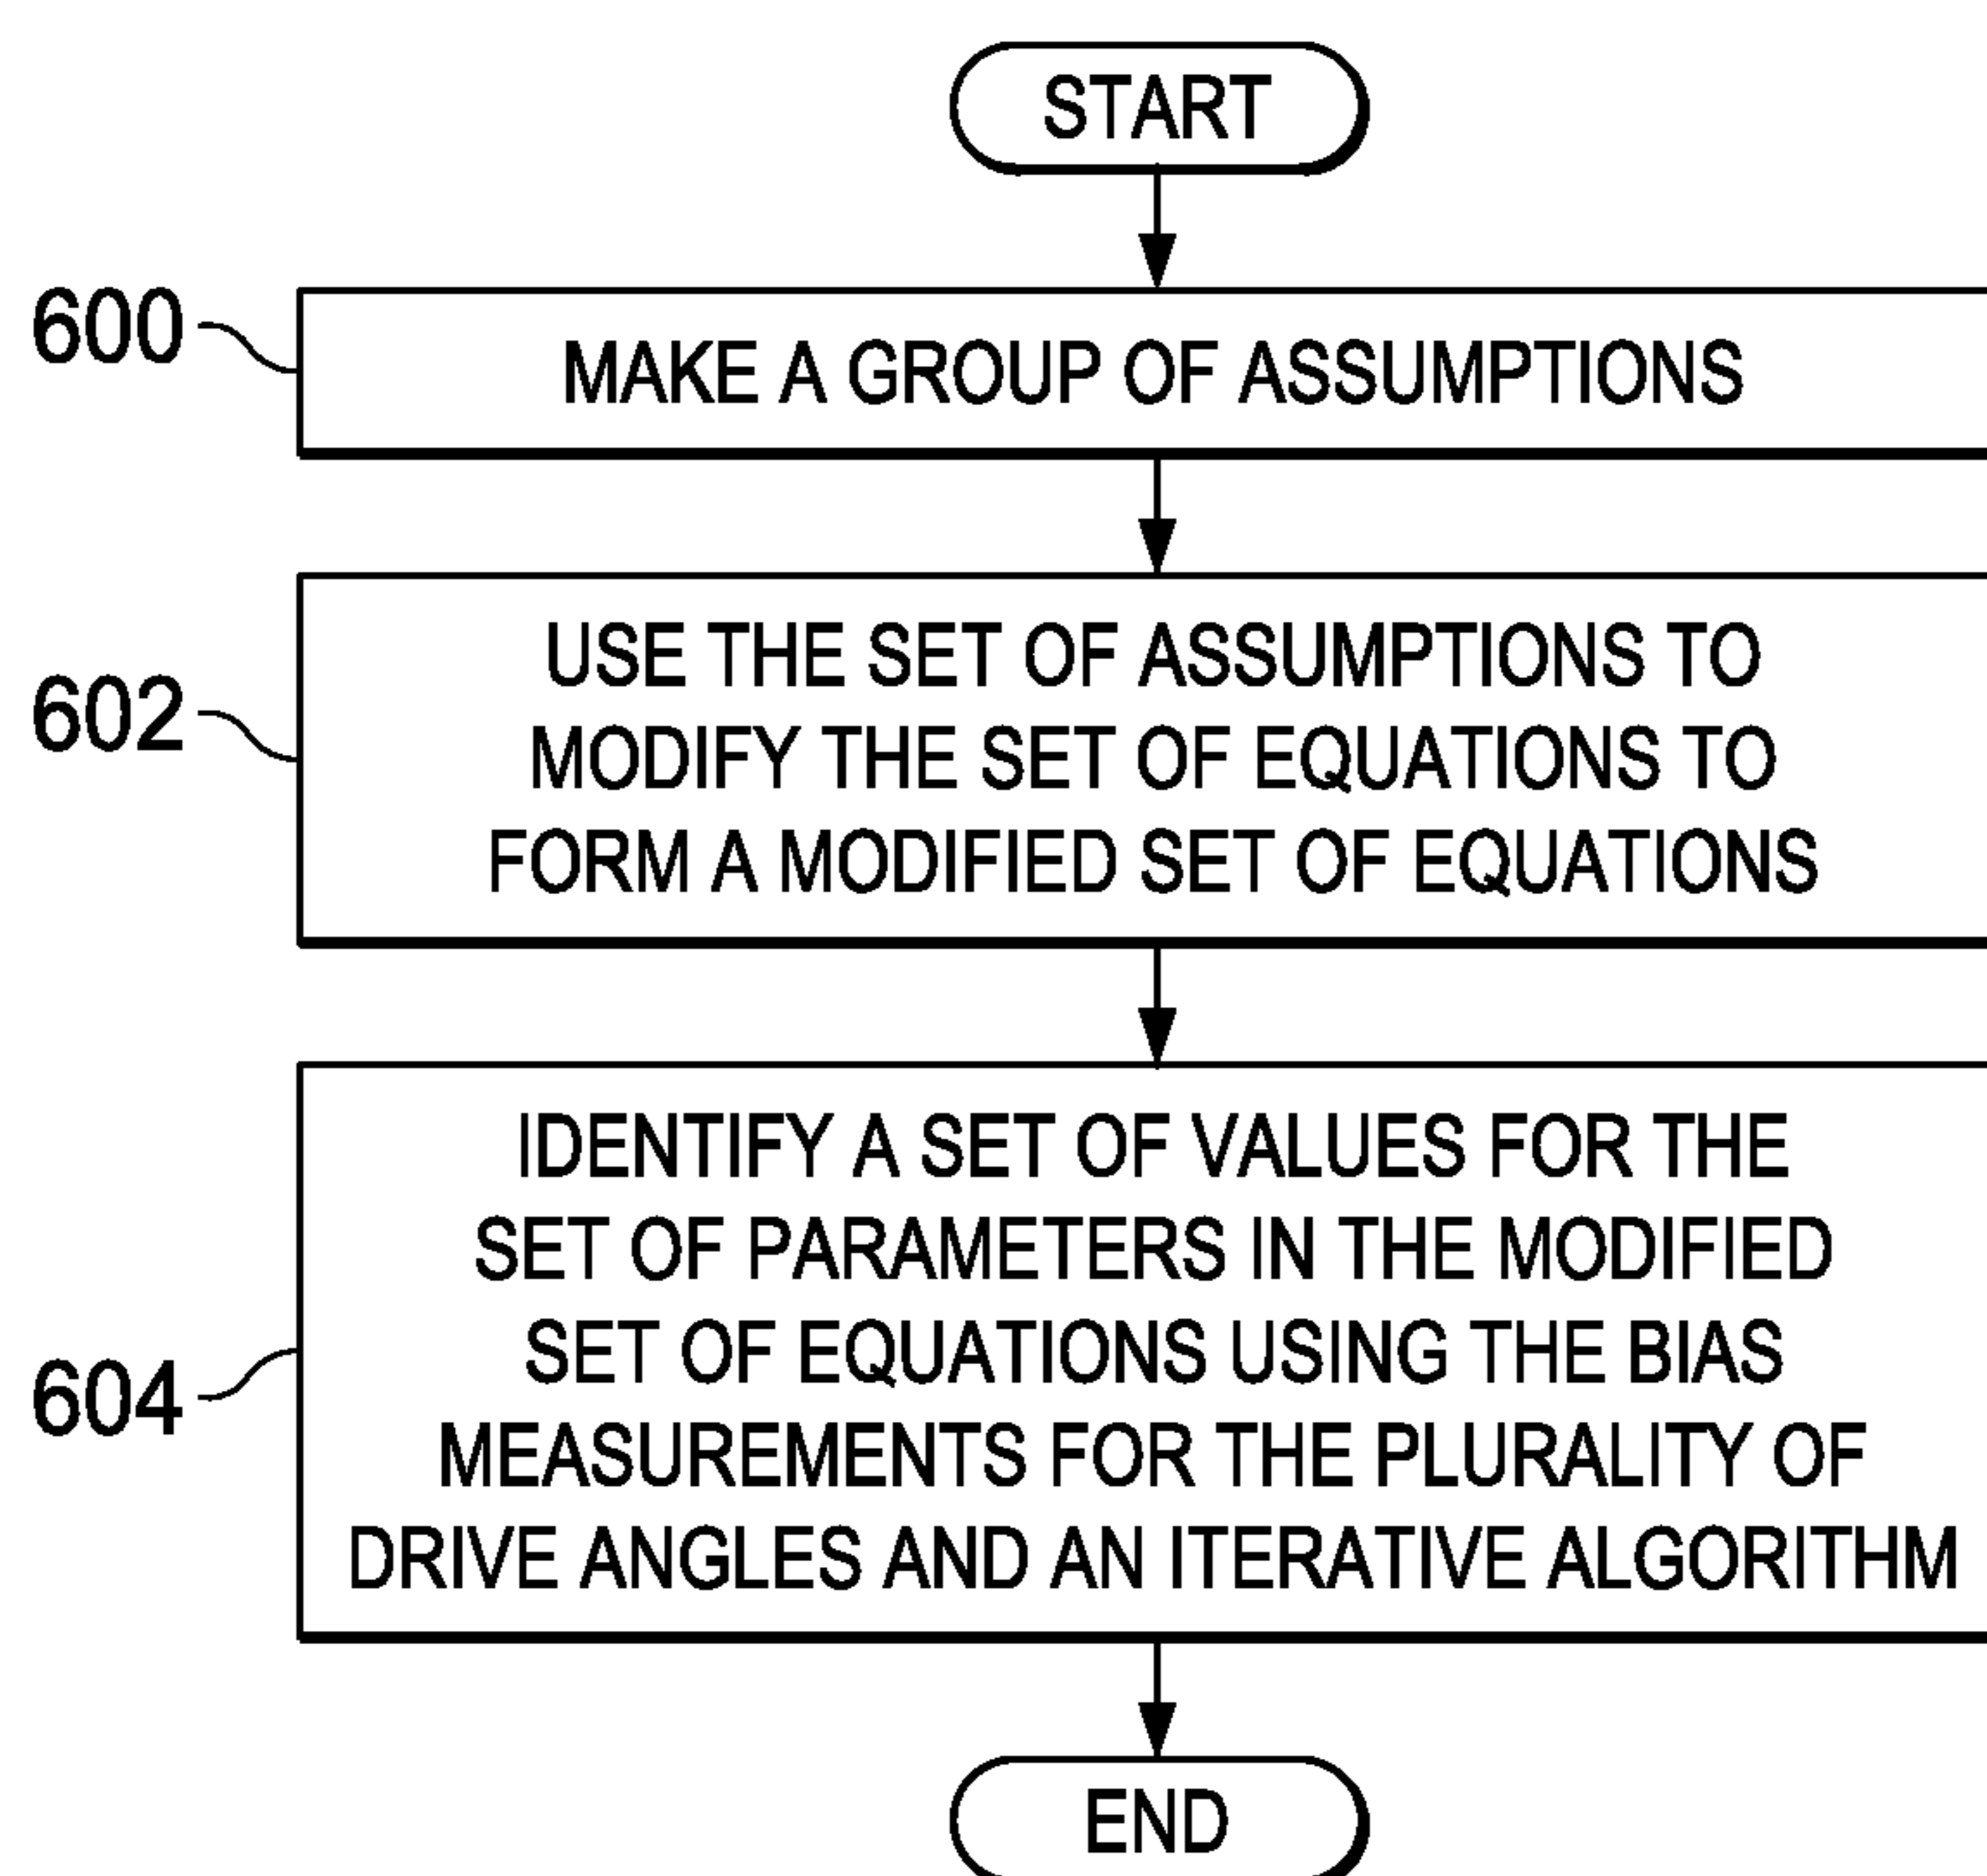 START
600
MAKE A GROUP OF ASSUMPTIONS
602
USE THE SET OF ASSUMPTIONS TO
MODIFY THE SET OF EQUATIONS TO
FORM A MODIFIED SET OF EQUATIONS
604
IDENTIFY A SET OF VALUES FOR THE
SET OF PARAMETERS IN THE MODIFIED
SET OF EQUATIONS USING THE BIAS
MEASUREMENTS FOR THE PLURALITY OF
DRIVE ANGLES AND AN ITERATIVE ALGORITHM
END